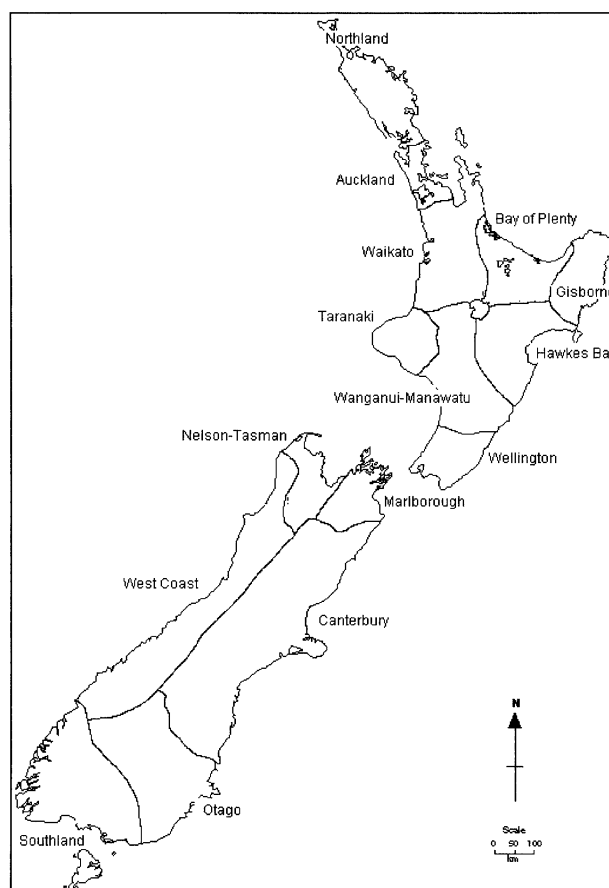 Northland
Auckland
Bay of Plenty
Waikato
Gisborne
Taranaki
Hawkes Ba
Wanganui-Manawatu
Nelson-Tasman
Wellington
Marlborough
West Coast
Canterbury
N
Otago
Scale
0 50 100
km
Southland